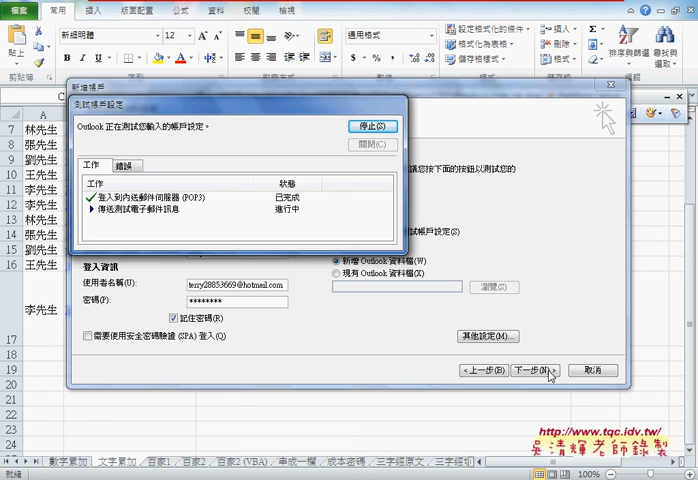 檔案 常用 插入 版面配置 公式 資料 校閱 檢視
新細明體 12 通用格式 設定格式化的條件 插入
格式化為表格 刪除
貼上 B I U 儲存格樣式 格式 排序與篩選 尋找與選取
剪貼簿 字型 對齊方式 數值 樣式 儲存格 編輯
新增帳戶
測試帳戶設定
Outlook 正在測試您輸入的帳戶設定。 停止(S)
關閉(C)
工作 錯誤
工作 狀態
登入到內送郵件伺服器 (POP3) 已完成
傳送測試電子郵件訊息 進行中
議您按下面的按鈕以測試您的
試帳戶設定(S)
新增 Outlook 資料檔(W)
現有 Outlook 資料檔(X)
瀏覽(S)
登入資訊
使用者名稱(U): terry28853669@hotmail.com
密碼(P): ********
記住密碼(R)
需要使用安全密碼驗證 (SPA) 登入(Q)
其他設定(M)...
< 上一步(B) 下一步(N) > 取消
A
7 林先生
8 張先生
9 劉先生
10 王先生
11 李先生
12 李先生
13 林先生
14 張先生
15 劉先生
16 王先生
李先生
17
18
19
20
21
22
23
24
http://www.tqc.idv.tw/
吳清輝老師錄製
數字累加 文字累加 百家1 百家2 百家2 (VBA) 串成一欄 成本密碼 三字經原文
就緒 100%